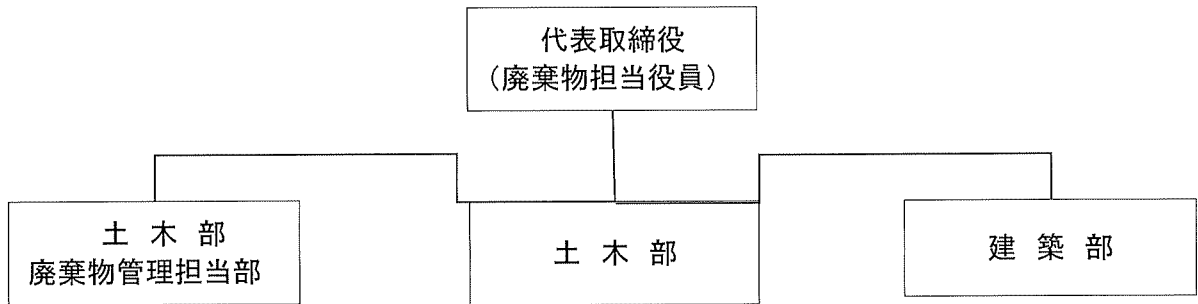 代表取締役
（廃棄物担当役員）
土 木 部
廃棄物管理担当部
土 木 部
建 築 部